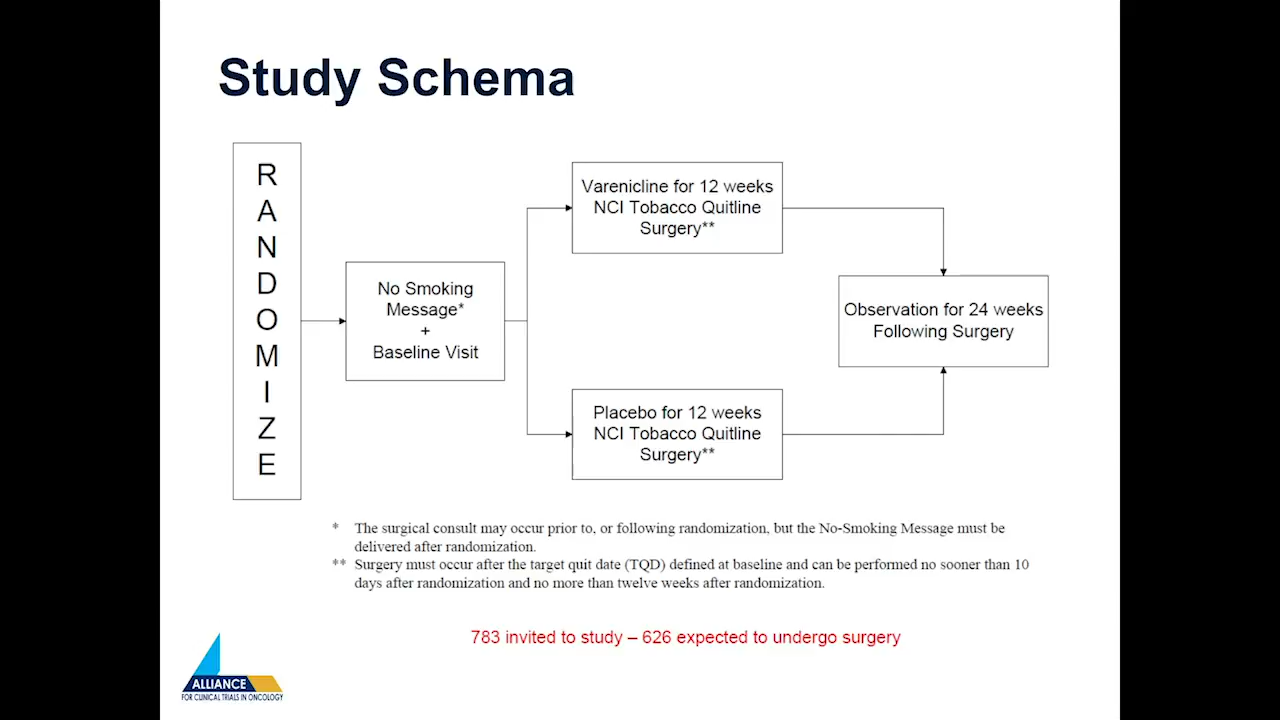 Study Schema
R
A
N
D
O
M
I
Z
E
No Smoking
Message*
+
Baseline Visit
Varenicline for 12 weeks
NCI Tobacco Quitline
Surgery**
Placebo for 12 weeks
NCI Tobacco Quitline
Surgery**
Observation for 24 weeks
Following Surgery
* The surgical consult may occur prior to, or following randomization, but the No-Smoking Message must be
delivered after randomization.
** Surgery must occur after the target quit date (TQD) defined at baseline and can be performed no sooner than 10
days after randomization and no more than twelve weeks after randomization.
783 invited to study – 626 expected to undergo surgery
ALLIANCE
FOR CLINICAL TRIALS IN ONCOLOGY